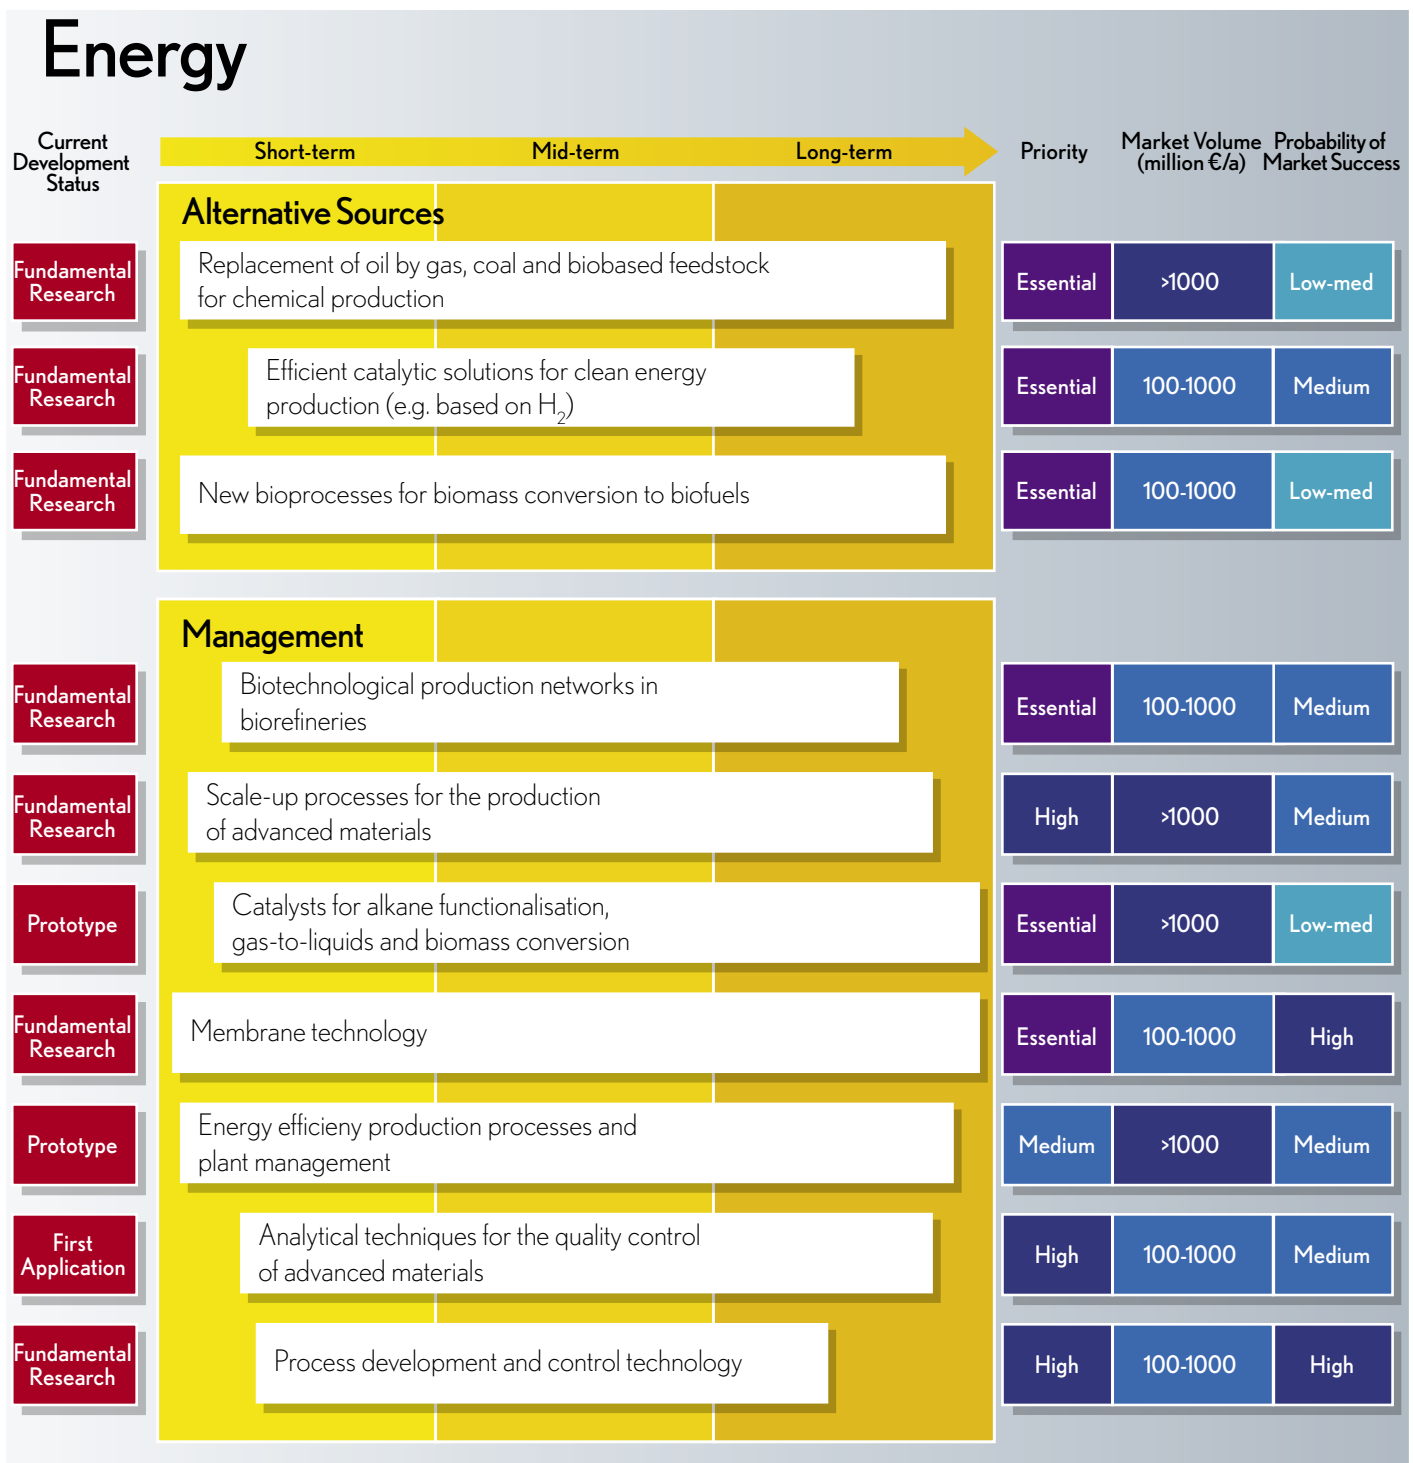 Energy
Current
Development
Status
Short-term
Mid-term
Long-term
Priority
Market Volume
(million €/a)
Probability of
Market Success
Alternative Sources
Fundamental
Research
Replacement of oil by gas, coal and biobased feedstock
for chemical production
Essential
>1000
Low-med
Fundamental
Research
Efficient catalytic solutions for clean energy
production (e.g. based on H₂)
Essential
100-1000
Medium
Fundamental
Research
New bioprocesses for biomass conversion to biofuels
Essential
100-1000
Low-med
Management
Fundamental
Research
Biotechnological production networks in
biorefineries
Essential
100-1000
Medium
Fundamental
Research
Scale-up processes for the production
of advanced materials
High
>1000
Medium
Prototype
Catalysts for alkane functionalisation,
gas-to-liquids and biomass conversion
Essential
>1000
Low-med
Fundamental
Research
Membrane technology
Essential
100-1000
High
Prototype
Energy efficieny production processes and
plant management
Medium
>1000
Medium
First
Application
Analytical techniques for the quality control
of advanced materials
High
100-1000
Medium
Fundamental
Research
Process development and control technology
High
100-1000
High